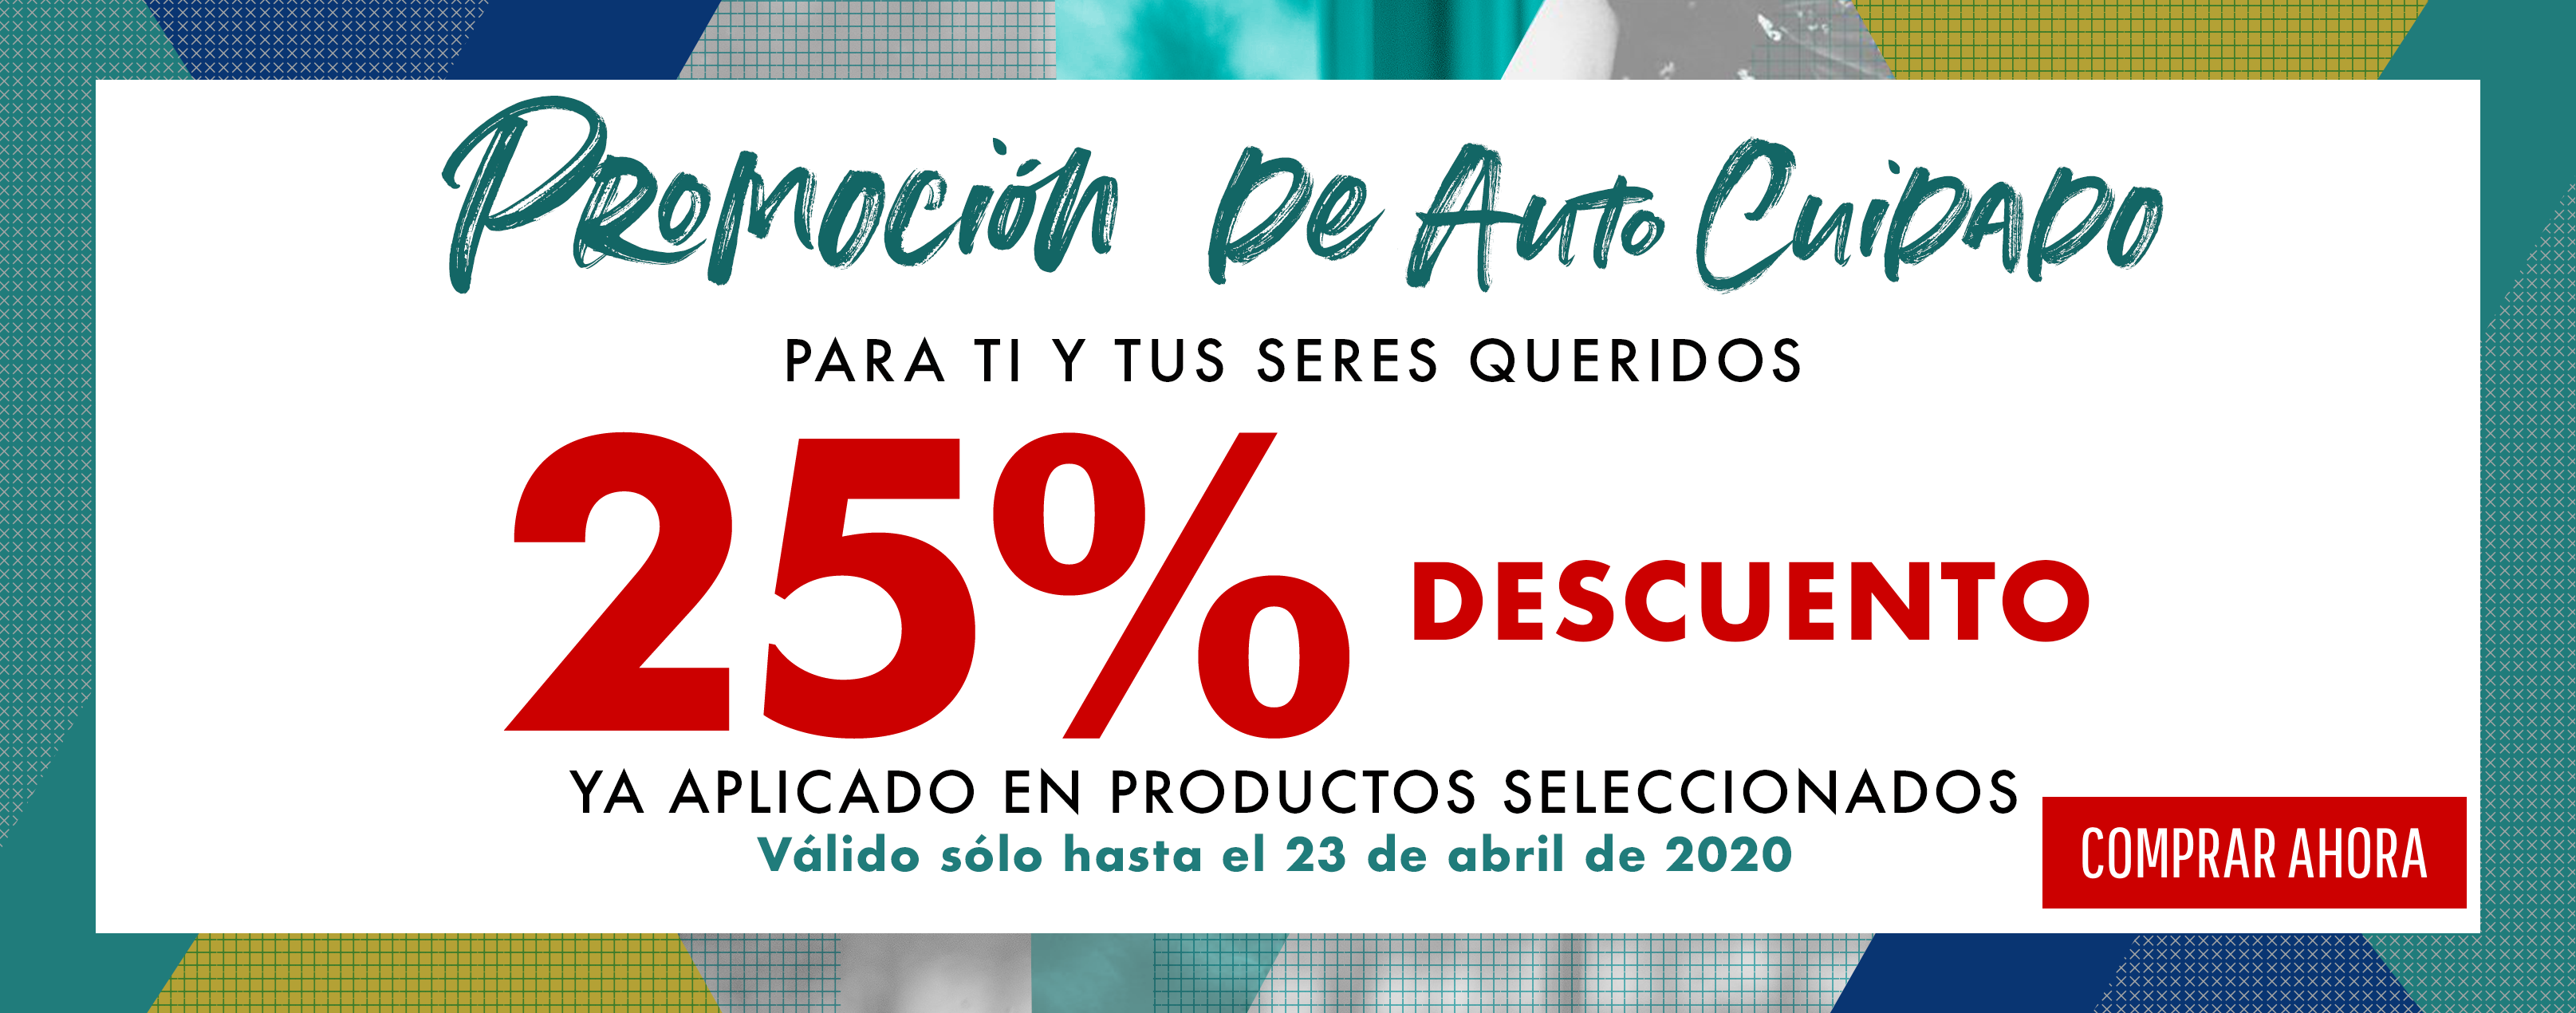 Promoción de Auto Cuidado
PARA TI Y TUS SERES QUERIDOS
25% DESCUENTO
YA APLICADO EN PRODUCTOS SELECCIONADOS
Válido sólo hasta el 23 de abril de 2020
COMPRAR AHORA